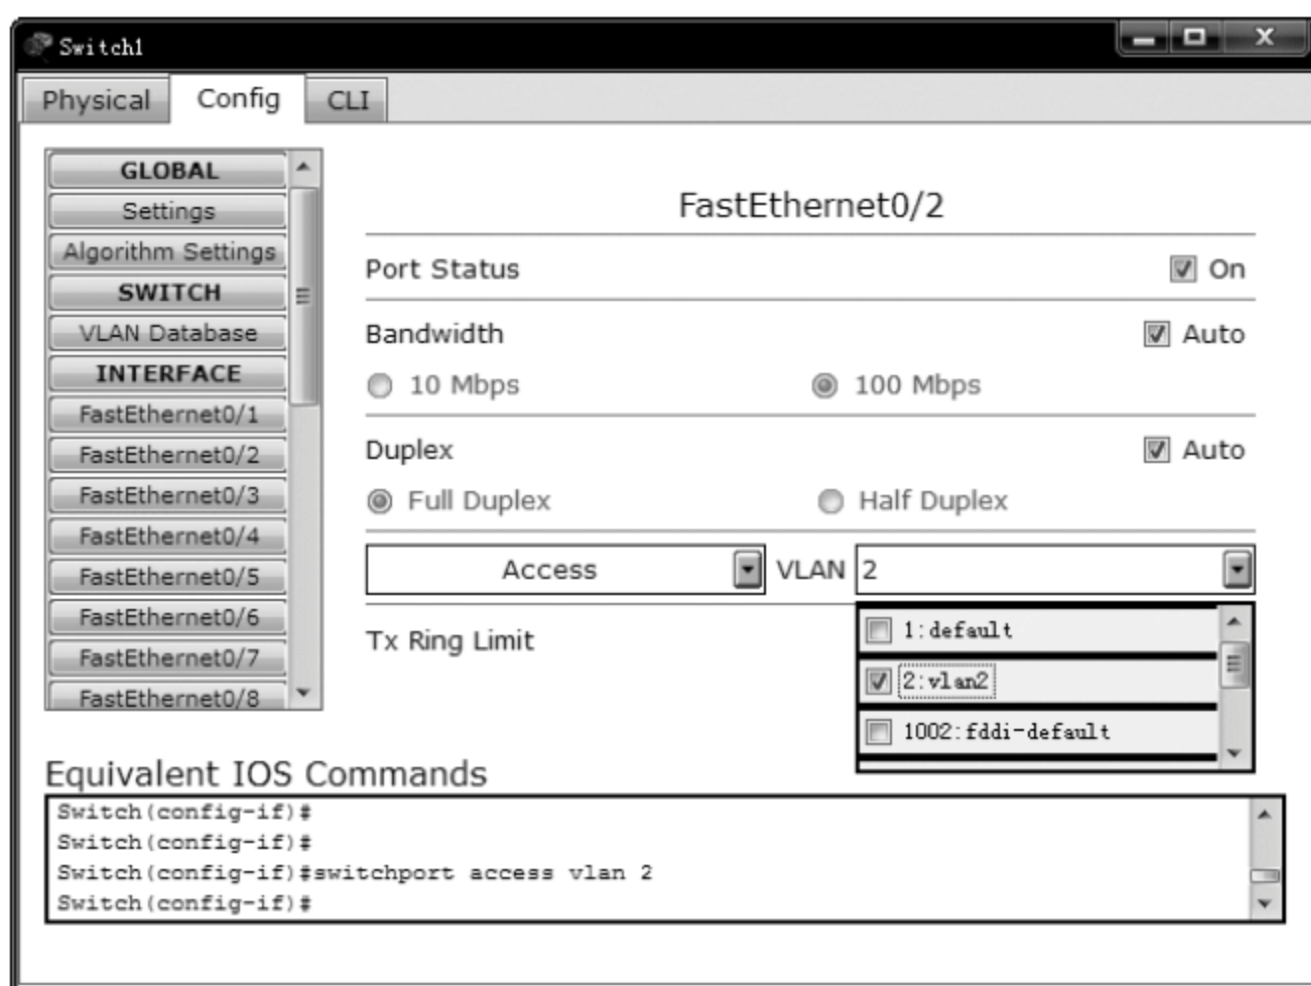 Switch1
Physical Config CLI
GLOBAL
Settings
Algorithm Settings
SWITCH
VLAN Database
INTERFACE
FastEthernet0/1
FastEthernet0/2
FastEthernet0/3
FastEthernet0/4
FastEthernet0/5
FastEthernet0/6
FastEthernet0/7
FastEthernet0/8
FastEthernet0/2
Port Status On
Bandwidth Auto
10 Mbps 100 Mbps
Duplex Auto
Full Duplex Half Duplex
Access VLAN 2
Tx Ring Limit
1:default
2:vlan2
1002:fddi-default
Equivalent IOS Commands
Switch(config-if)#
Switch(config-if)#
Switch(config-if)#switchport access vlan 2
Switch(config-if)#